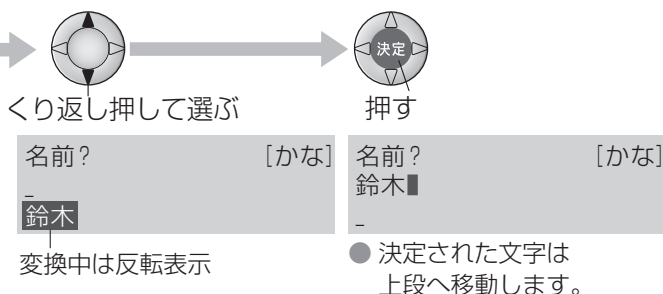 決定
くり返し押して選ぶ
押す
名前? [かな]
_
鈴木
変換中は反転表示
名前? [かな]
鈴木
_
● 決定された文字は
上段へ移動します。